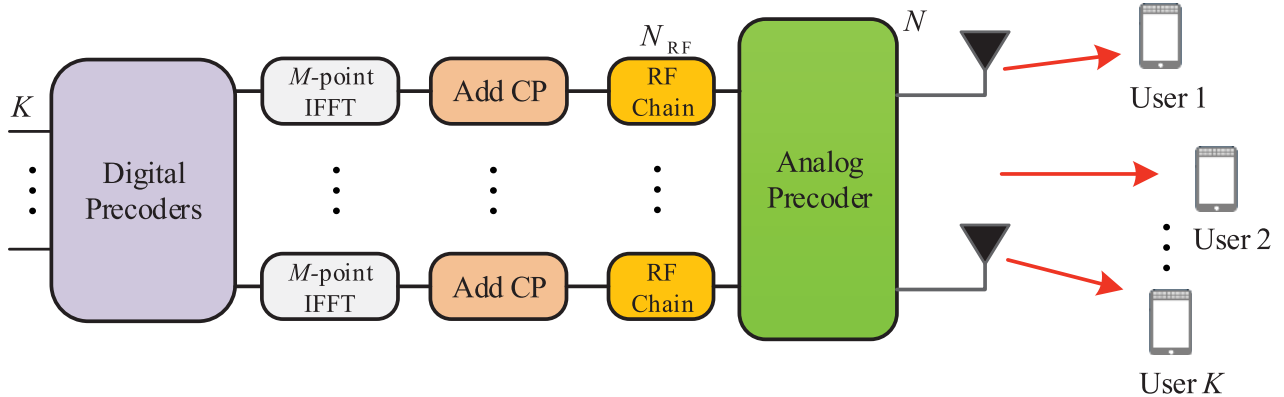 K
Digital
Precoders
M-point
IFFT
Add CP
N RF
RF
Chain
M-point
IFFT
Add CP
RF
Chain
Analog
Precoder
N
User 1
User 2
User K